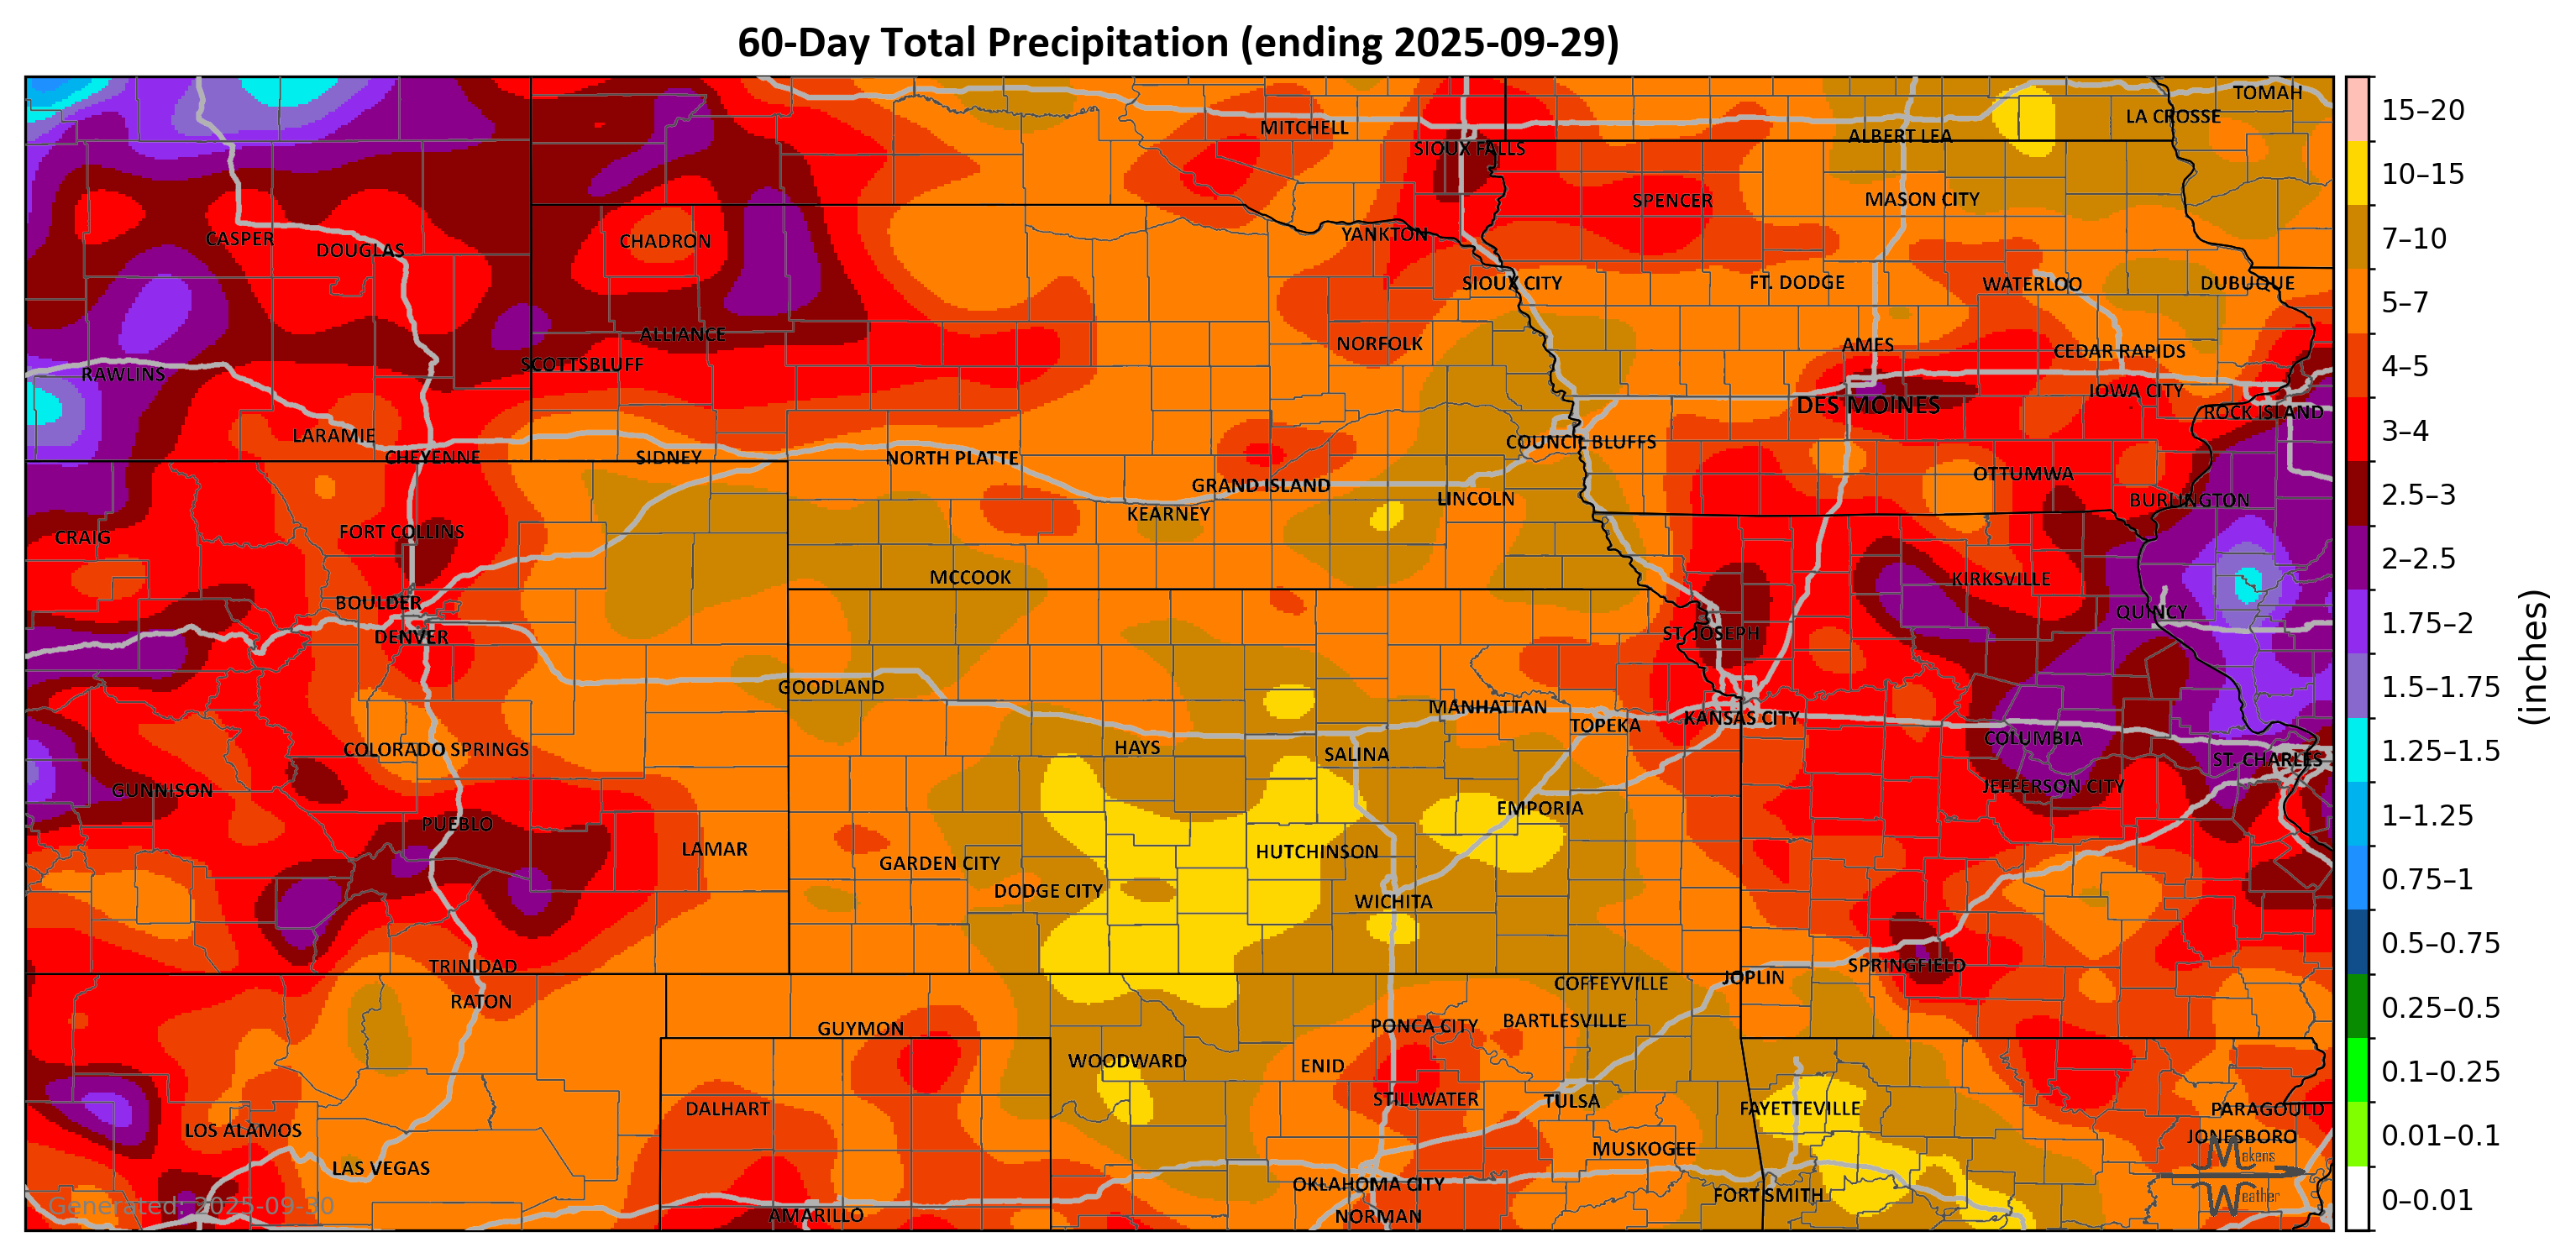 60-Day Total Precipitation (ending 2025-09-29)
TOMAH
LA CROSSE
MITCHELL
ALBERT LEA
SIOUX FALLS
SPENCER
MASON CITY
CASPER
DOUGLAS
CHADRON
YANKTON
SIOUX CITY
FT. DODGE
WATERLOO
DUBUQUE
ALLIANCE
NORFOLK
AMES
CEDAR RAPIDS
SCOTTSBLUFF
RAWLINS
IOWA CITY
DES MOINES
ROCK ISLAND
LARAMIE
COUNCIL BLUFFS
CHEYENNE
SIDNEY
NORTH PLATTE
OTTUMWA
GRAND ISLAND
LINCOLN
BURLINGTON
KEARNEY
CRAIG
FORT COLLINS
MCCOOK
KIRKSVILLE
BOULDER
QUINCY
DENVER
ST. JOSEPH
GOODLAND
MANHATTAN
TOPEKA
KANSAS CITY
COLUMBIA
COLORADO SPRINGS
HAYS
SALINA
ST. CHARLES
GUNNISON
JEFFERSON CITY
EMPORIA
PUEBLO
LAMAR
HUTCHINSON
GARDEN CITY
DODGE CITY
WICHITA
TRINIDAD
SPRINGFIELD
JOPLIN
COFFEYVILLE
RATON
GUYMON
PONCA CITY
BARTLESVILLE
WOODWARD
ENID
STILLWATER
TULSA
DALHART
FAYETTEVILLE
PARAGOULD
LOS ALAMOS
JONESBORO
MUSKOGEE
LAS VEGAS
OKLAHOMA CITY
FORT SMITH
AMARILLO
NORMAN
Makens
Weather
Generated: 2025-09-30
15–20
10–15
7–10
5–7
4–5
3–4
2.5–3
2–2.5
1.75–2
1.5–1.75
1.25–1.5
1–1.25
0.75–1
0.5–0.75
0.25–0.5
0.1–0.25
0.01–0.1
0–0.01
(inches)